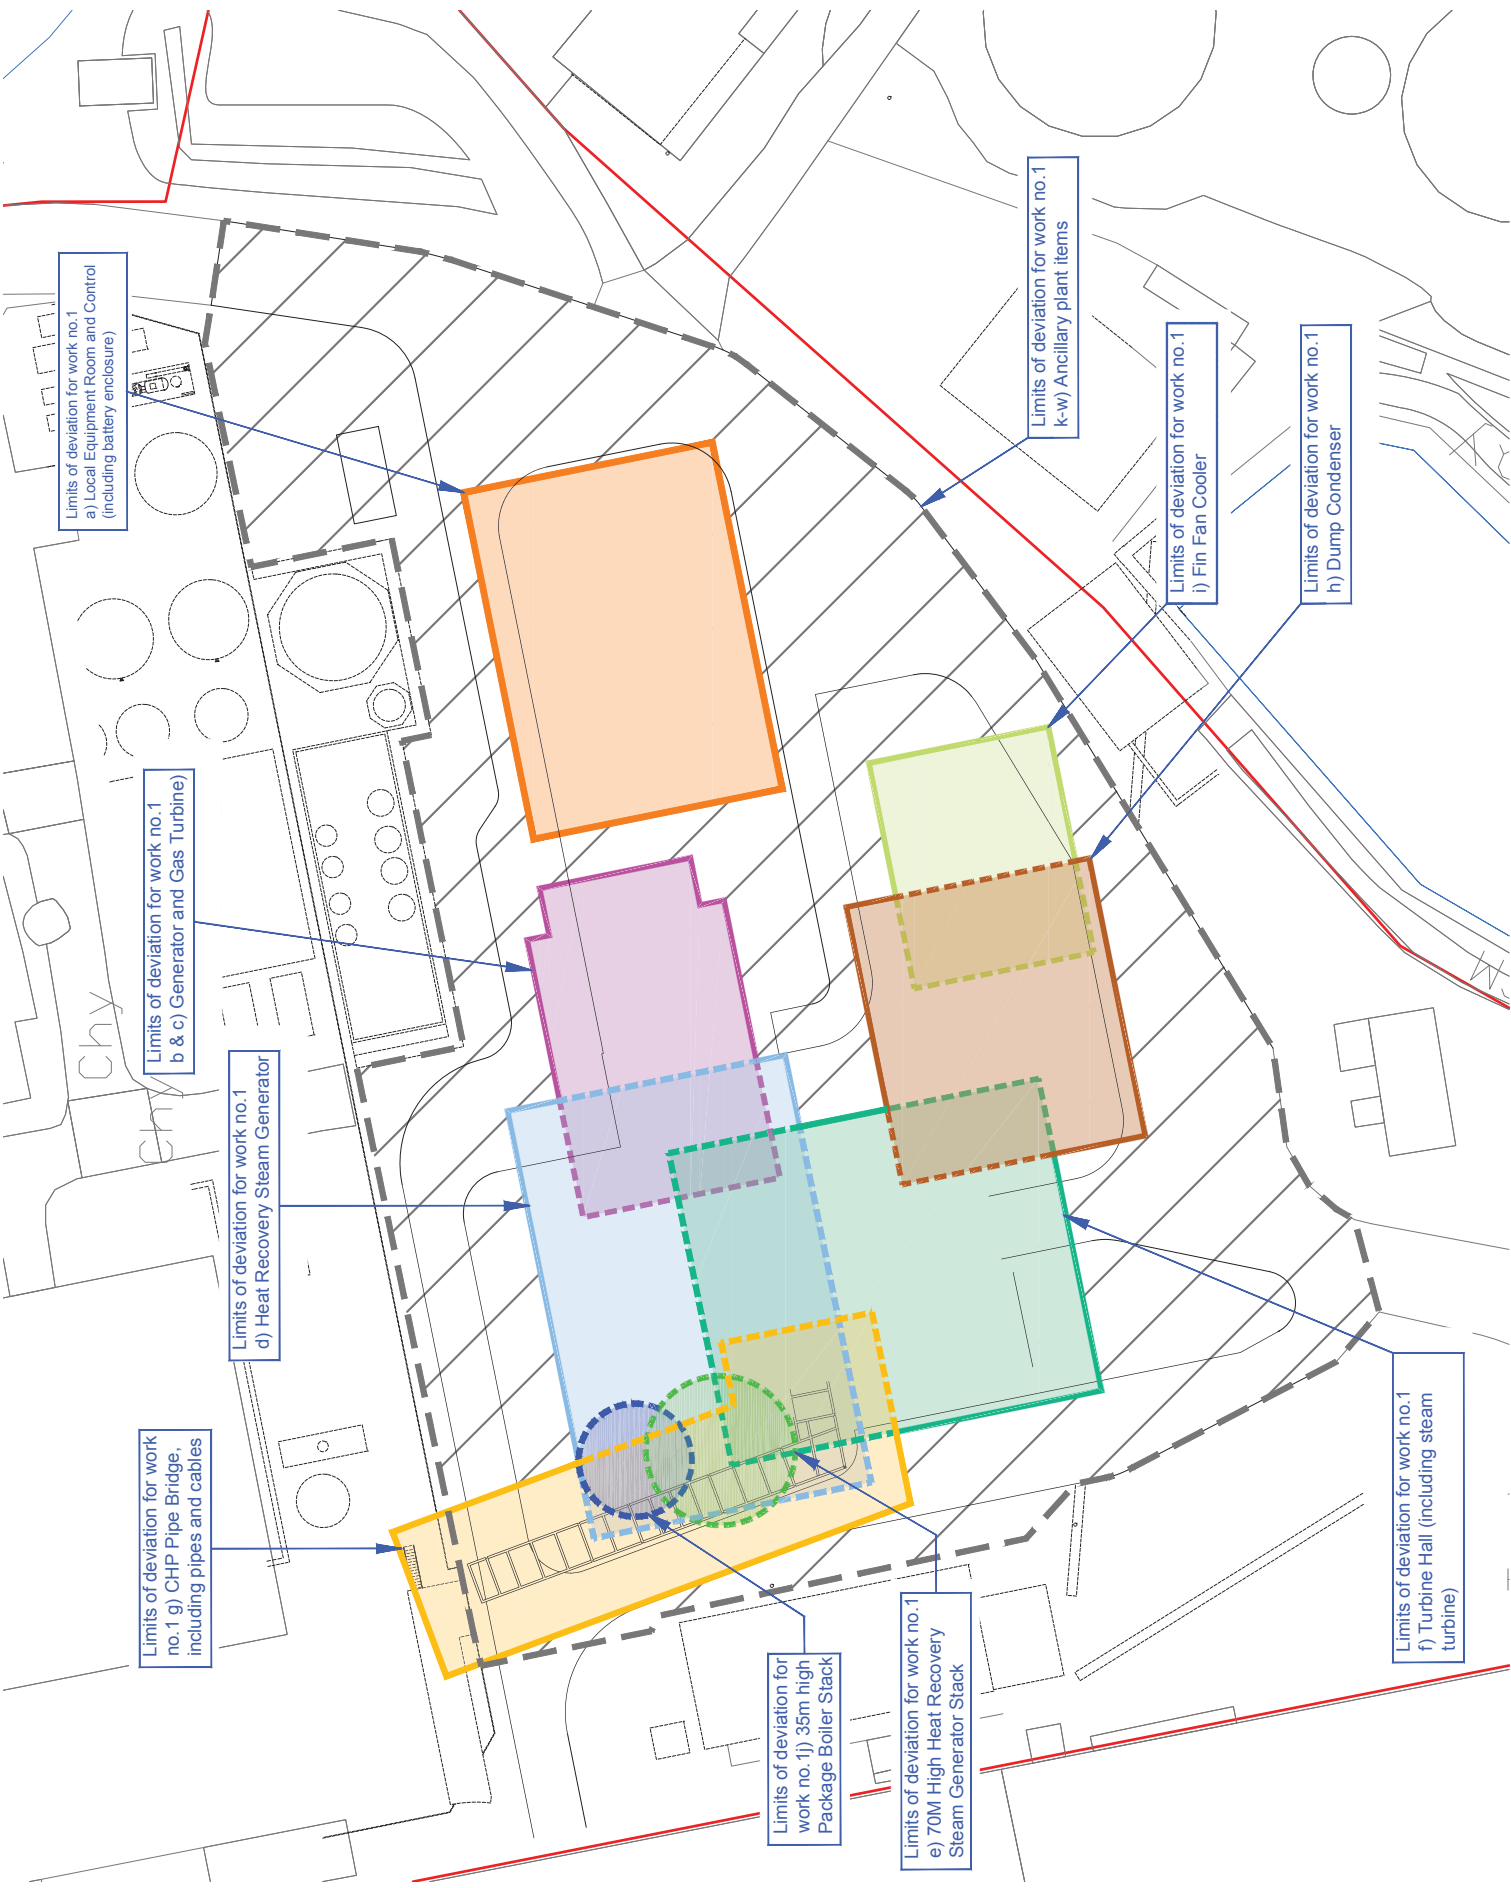 Limits of deviation for work no.1
a) Local Equipment Room and Control
(including battery enclosure)
Limits of deviation for work no.1
k-w) Ancillary plant items
Limits of deviation for work no.1
i) Fin Fan Cooler
Limits of deviation for work no.1
h) Dump Condenser
Limits of deviation for work no.1
b & c) Generator and Gas Turbine)
Chy
Limits of deviation for work no.1
d) Heat Recovery Steam Generator
Limits of deviation for work
no.1 g) CHP Pipe Bridge,
including pipes and cables
Limits of deviation for
work no.1j) 35m high
Package Boiler Stack
Limits of deviation for work no.1
e) 70M High Heat Recovery
Steam Generator Stack
Limits of deviation for work no.1
f) Turbine Hall (including steam
turbine)